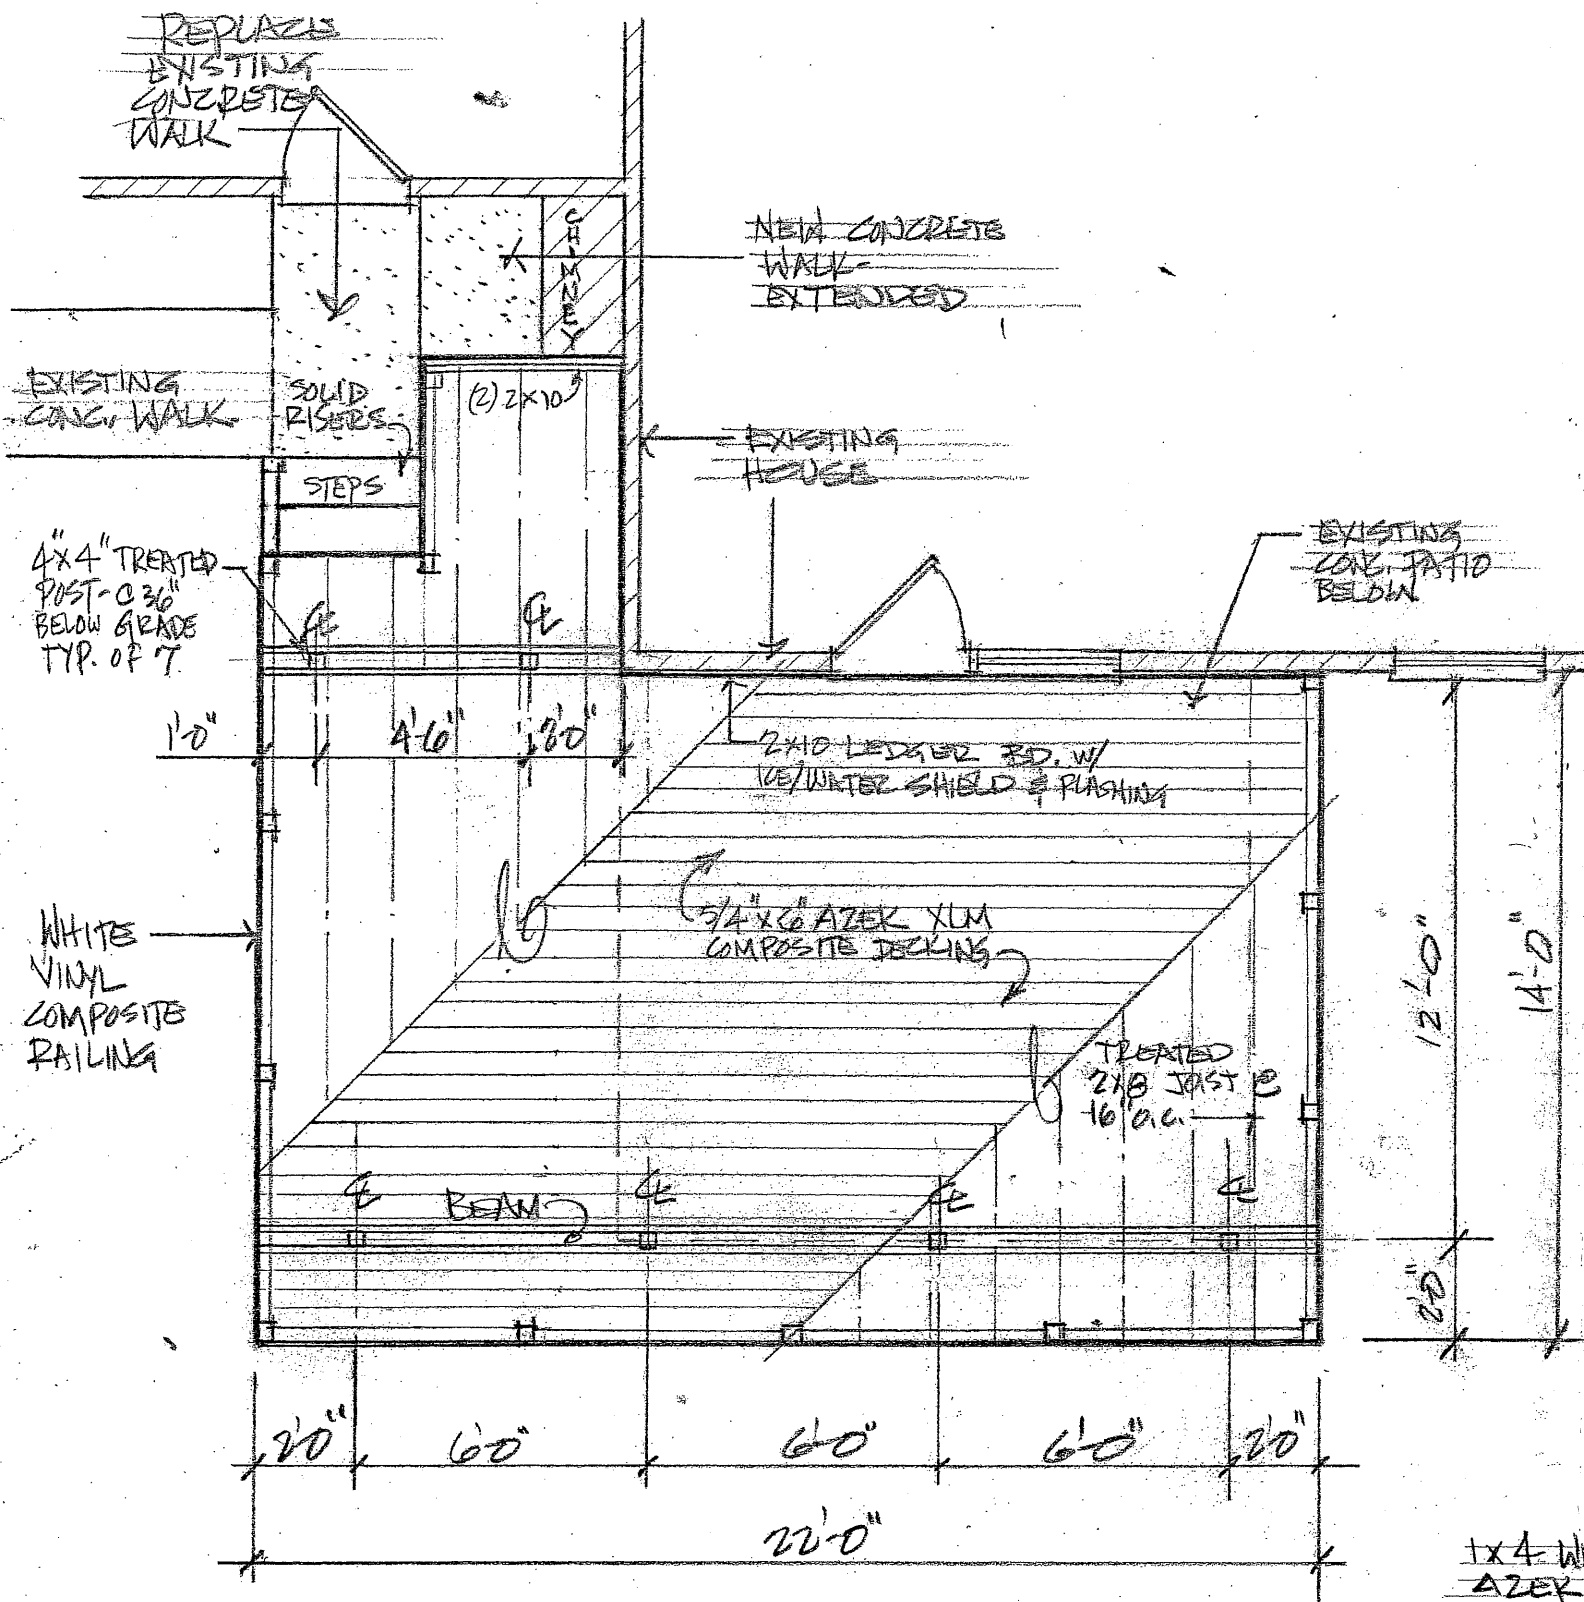 REPLACE
EXISTING
CONCRETE
WALK
CHIMNEY
NEW CONCRETE
WALK-
EXTENDED
EXISTING
CONC. WALK
SOLID
RISERS
(2) 2x10
STEPS
EXISTING
HOUSE
4"x4" TREATED
POST-@ 36"
BELOW GRADE
TYP. OF 7
EXISTING
CONC. PATIO
BELOW
℄
℄
1'-0"
4'-6"
2'-0"
2x10 LEDGER BD. W/
ICE/WATER SHIELD & FLASHING
WHITE
VINYL
COMPOSITE
RAILING
5/4"x6" AZEK XLM
COMPOSITE DECKING
12'-0"
14'-0"
TREATED
2x8 JOIST @
16" o.c.
℄
BEAM
℄
℄
℄
2'-0"
2'-0"
6'-0"
6'-0"
6'-0"
2'-0"
22'-0"
1x4 W
AZEK